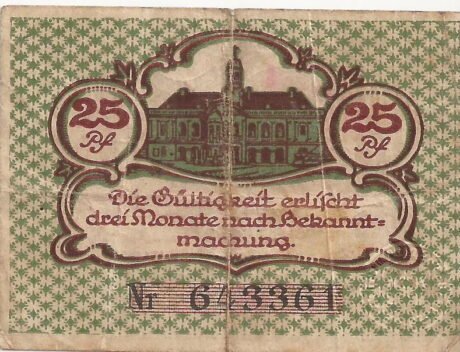 25 Pf
25 Pf
Die Gültigkeit erlischt
drei Monate nach Bekannt=
machung.
Nr 643361